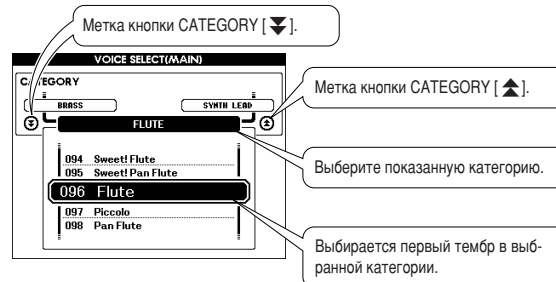 Метка кнопки CATEGORY [ ].
VOICE SELECT(MAIN)
CATEGORY
BRASS
SYNTH LEAD
FLUTE
094 Sweet! Flute
095 Sweet! Pan Flute
096 Flute
097 Piccolo
098 Pan Flute
Метка кнопки CATEGORY [ ].
Выберите показанную категорию.
Выбирается первый тембр в выб-
ранной категории.